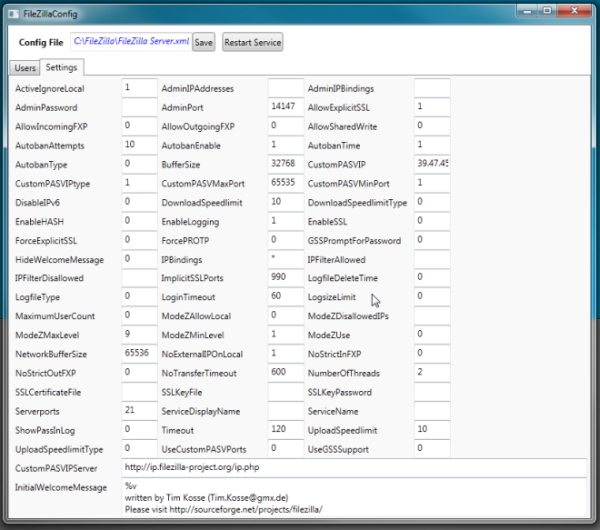 FileZillaConfig
Config File C:\FileZilla\FileZilla Server.xml Save Restart Service
Users Settings
ActiveIgnoreLocal 1 AdminIPAddresses AdminIPBindings
AdminPassword AdminPort 14147 AllowExplicitSSL 1
AllowIncomingFXP 0 AllowOutgoingFXP 0 AllowSharedWrite 0
AutobanAttempts 10 AutobanEnable 1 AutobanTime 1
AutobanType 0 BufferSize 32768 CustomPASVIP 39.47.45
CustomPASVIPtype 1 CustomPASVMaxPort 65535 CustomPASVMinPort 1
DisableIPv6 0 DownloadSpeedlimit 10 DownloadSpeedlimitType 0
EnableHASH 0 EnableLogging 1 EnableSSL 0
ForceExplicitSSL 0 ForcePROTP 0 GSSPromptForPassword 0
HideWelcomeMessage 0 IPBindings * IPFilterAllowed
IPFilterDisallowed ImplicitSSLPorts 990 LogfileDeleteTime 0
LogfileType 0 LoginTimeout 60 LogsizeLimit 0
MaximumUserCount 0 ModeZAllowLocal 0 ModeZDisallowedIPs
ModeZMaxLevel 9 ModeZMinLevel 1 ModeZUse 0
NetworkBufferSize 65536 NoExternalIPOnLocal 1 NoStrictInFXP 0
NoStrictOutFXP 0 NoTransferTimeout 600 NumberOfThreads 2
SSLCertificateFile SSLKeyFile SSLKeyPassword
Serverports 21 ServiceDisplayName ServiceName
ShowPassInLog 0 Timeout 120 UploadSpeedlimit 10
UploadSpeedlimitType 0 UseCustomPASVPorts 0 UseGSSSupport 0
CustomPASVIPServer http://ip.filezilla-project.org/ip.php
InitialWelcomeMessage %v
written by Tim Kosse (Tim.Kosse@gmx.de)
Please visit http://sourceforge.net/projects/filezilla/